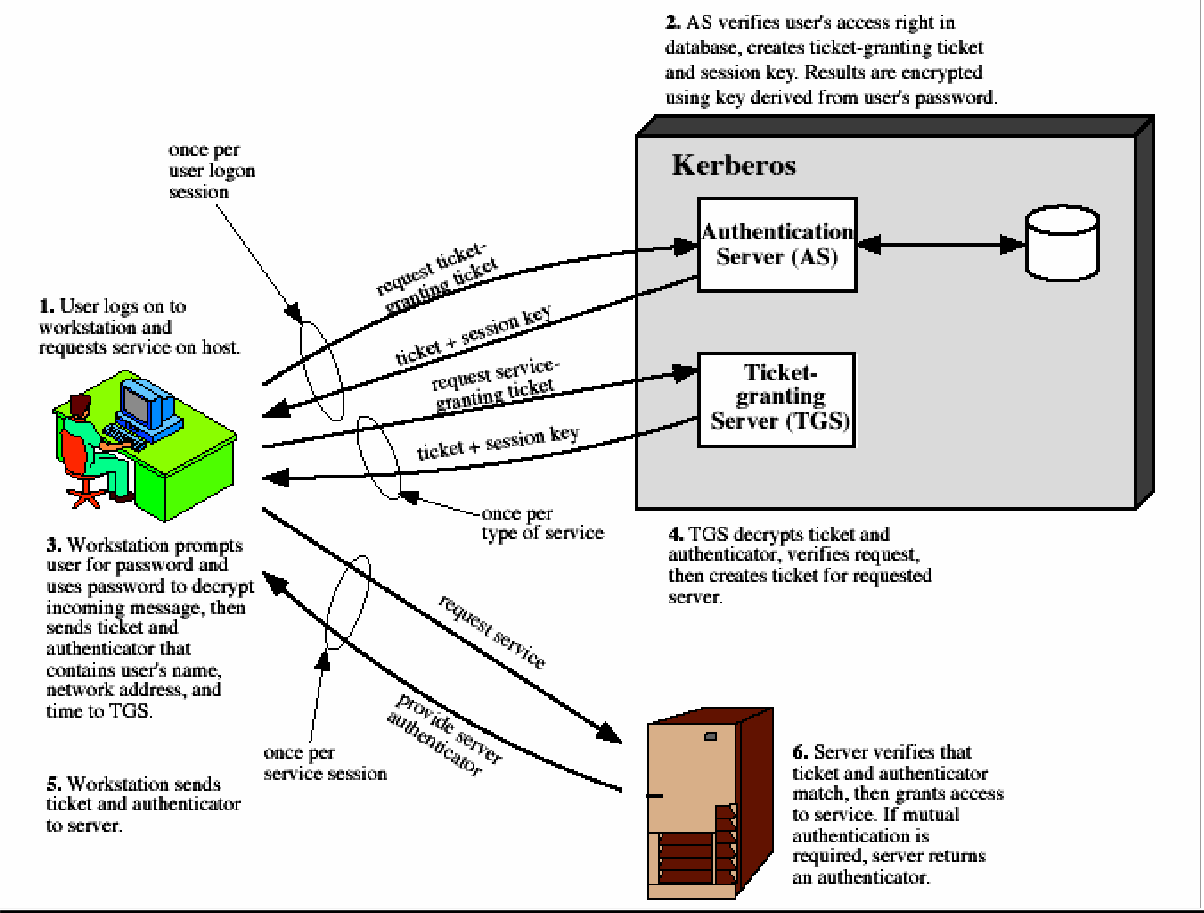 2. AS verifies user's access right in
database, creates ticket-granting ticket
and session key. Results are encrypted
using key derived from user's password.
once per
user logon
session
Kerberos
Authentication
Server (AS)
request ticket-
granting ticket
1. User logs on to
workstation and
requests service on host.
ticket + session key
request service-
granting ticket
Ticket-
granting
Server (TGS)
ticket + session key
once per
type of service
3. Workstation prompts
user for password and
uses password to decrypt
incoming message, then
sends ticket and
authenticator that
contains user's name,
network address, and
time to TGS.
4. TGS decrypts ticket and
authenticator, verifies request,
then creates ticket for requested
server.
request service
provide server
authenticator
once per
service session
5. Workstation sends
ticket and authenticator
to server.
6. Server verifies that
ticket and authenticator
match, then grants access
to service. If mutual
authentication is
required, server returns
an authenticator.